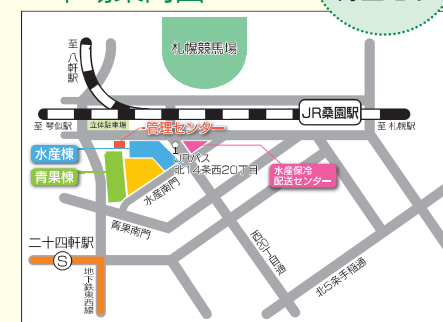 至八軒駅
札幌競馬場
JR桑園駅
至 琴似駅
立体駐車場
至 札幌駅
管理センター
水産棟
JRバス
北14条西20丁目
水産保冷
配送センター
青果棟
水産南門
青果南門
二十四軒駅
S
地下鉄東西線
西20丁目通
北5条手稲通